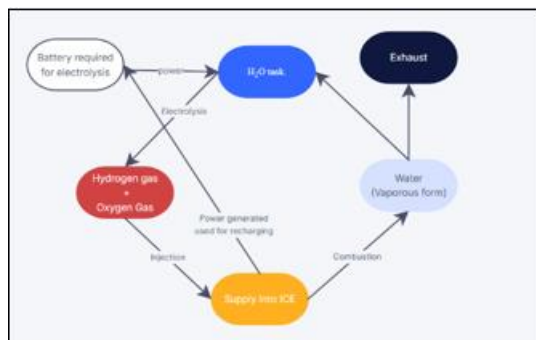 Battery required
for electrolysis
power
H₂O task
Exhaust
Electrolysis
Hydrogen gas
+
Oxygen Gas
Water
(Vaporous form)
Power generated
used for recharging
Injection
Combustion
Supply Into ICE